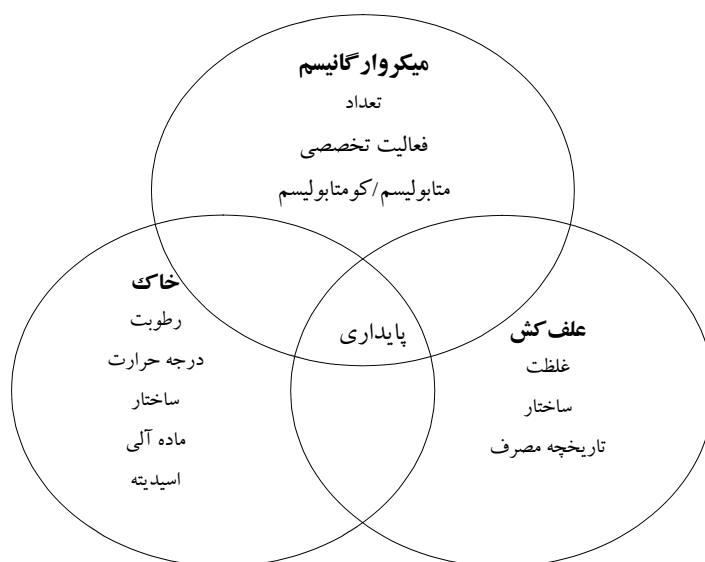 میکروارگانیسم
تعداد
فعالیت تخصصی
متابولیسم/کومتابولیسم
خاک
رطوبت
درجه حرارت
ساختار
ماده آلی
اسیدیته
پایداری
علف‌کش
غلظت
ساختار
تاریخچه مصرف